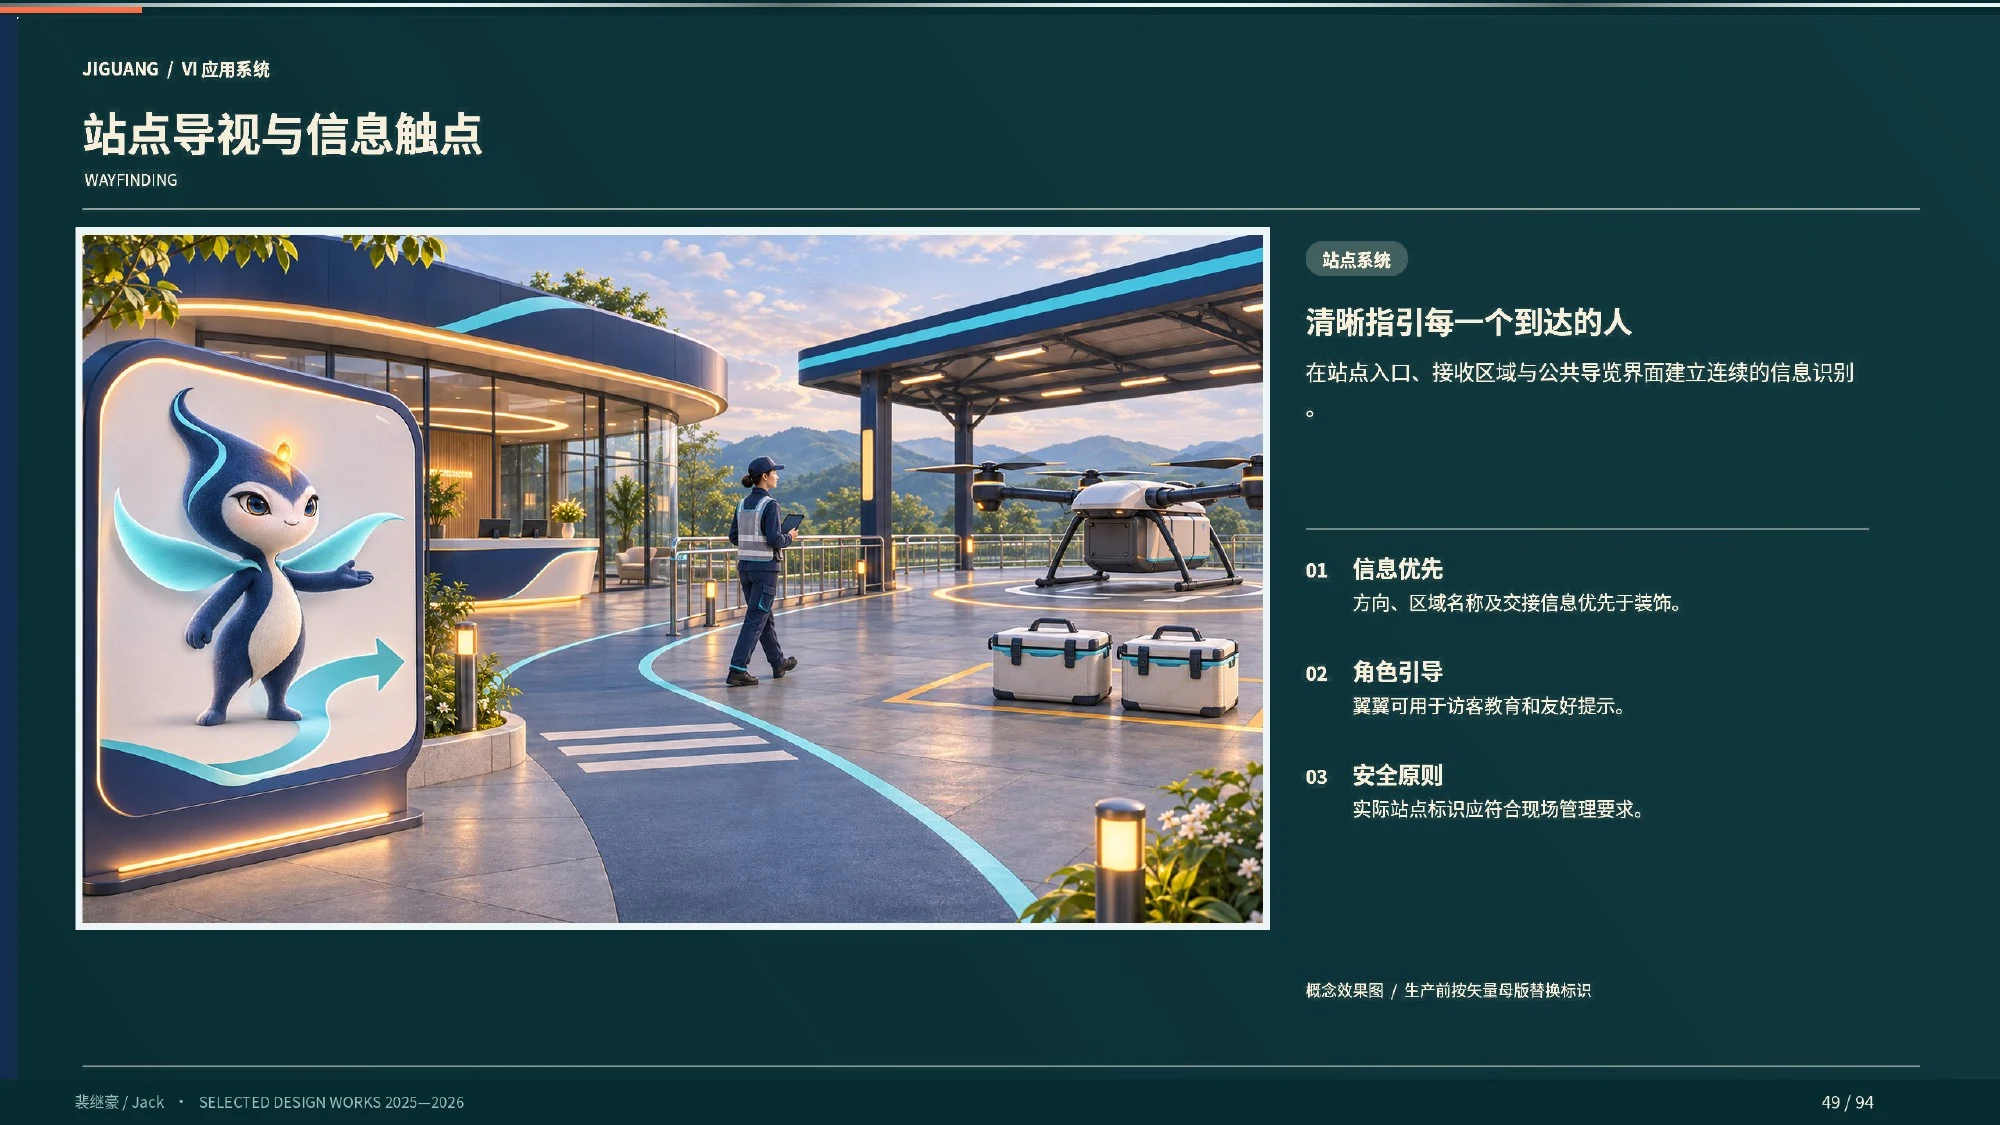 JIGUANG / VI 应用系统
站点导视与信息触点
WAYFINDING
站点系统
清晰指引每一个到达的人
在站点入口、接收区域与公共导览界面建立连续的信息识别
。
01 信息优先
方向、区域名称及交接信息优先于装饰。
02 角色引导
翼翼可用于访客教育和友好提示。
03 安全原则
实际站点标识应符合现场管理要求。
概念效果图 / 生产前按矢量母版替换标识
裴继豪 / Jack · SELECTED DESIGN WORKS 2025—2026
49 / 94